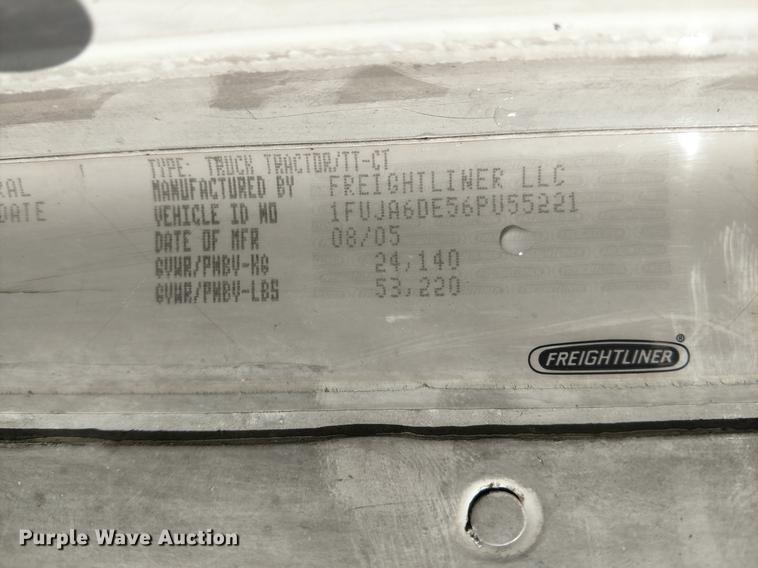 TYPE: TRUCK TRACTOR/TT-CT
RAL MANUFACTURED BY FREIGHTLINER LLC
DATE VEHICLE ID NO 1FVJA6DE56PV55221
DATE OF MFR 08/05
GVWR/PNBV-KG 24,140
GVWR/PNBV-LBS 53,220
FREIGHTLINER®
Purple Wave Auction